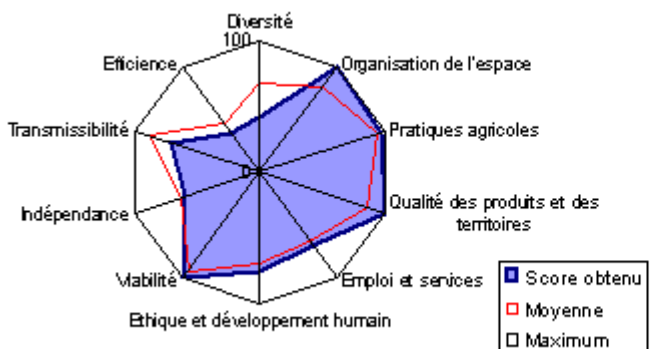 Diversité
100
Efficience
Organisation de l'espace
Transmissibilité
Pratiques agricoles
0
Indépendance
Qualité des produits et des
territoires
Viabilité
Emploi et services
Ethique et développement humain
Score obtenu
Moyenne
Maximum